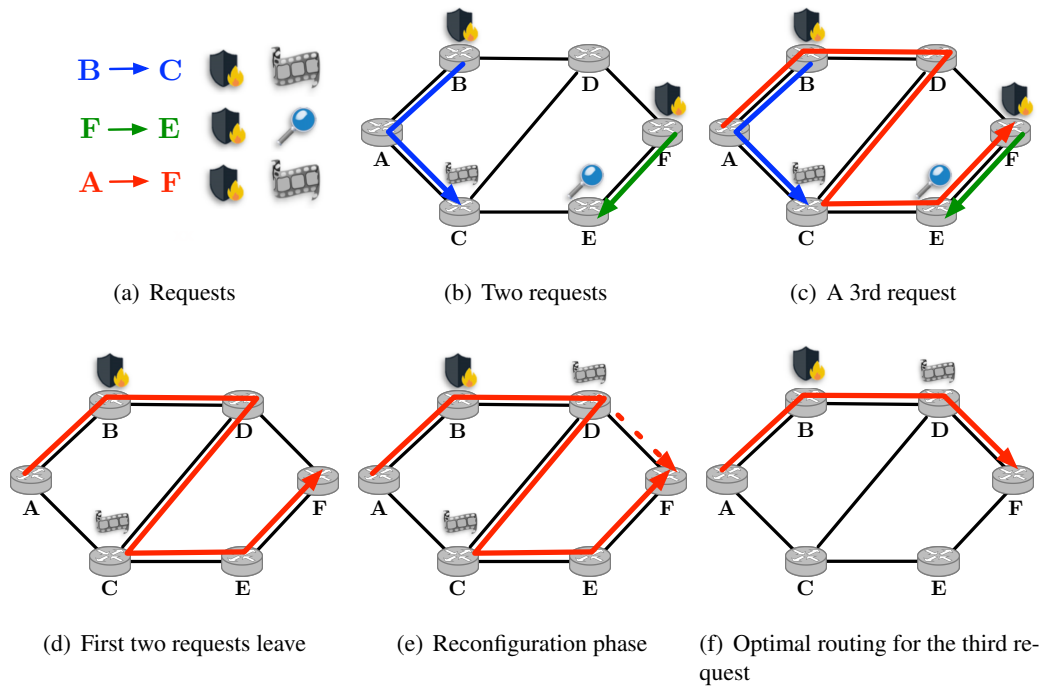 B → C
F → E
A → F
(a) Requests
B
D
A
F
C
E
(b) Two requests
B
D
A
F
C
E
(c) A 3rd request
B
D
A
F
C
E
(d) First two requests leave
B
D
A
F
C
E
(e) Reconfiguration phase
B
D
A
F
C
E
(f) Optimal routing for the third re-
quest